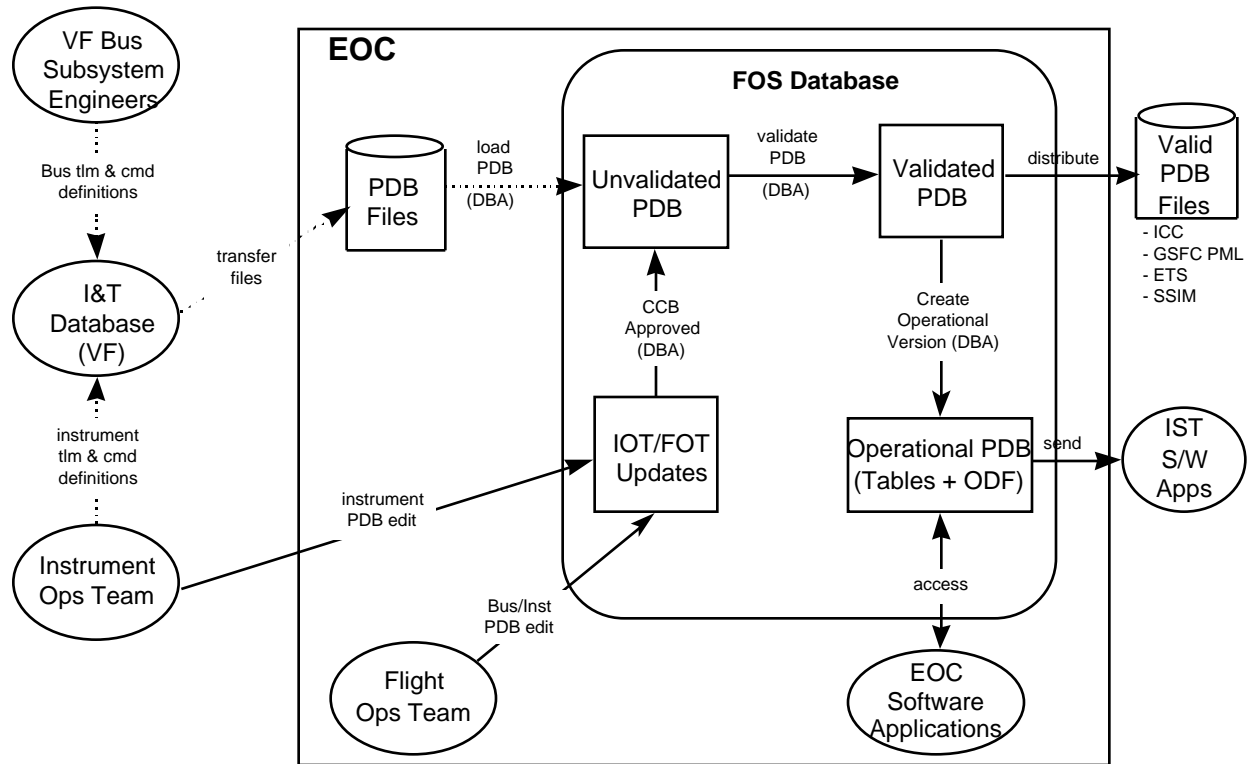 VF Bus
Subsystem
Engineers
EOC
FOS Database
Bus tlm & cmd
definitions
PDB
Files
load
PDB
(DBA)
Unvalidated
PDB
validate
PDB
(DBA)
Validated
PDB
distribute
Valid
PDB
Files
- ICC
- GSFC PML
- ETS
- SSIM
transfer
files
I&T
Database
(VF)
CCB
Approved
(DBA)
Create
Operational
Version (DBA)
instrument
tlm & cmd
definitions
IOT/FOT
Updates
Operational PDB
(Tables + ODF)
send
IST
S/W
Apps
instrument
PDB edit
Instrument
Ops Team
Bus/Inst
PDB edit
access
Flight
Ops Team
EOC
Software
Applications